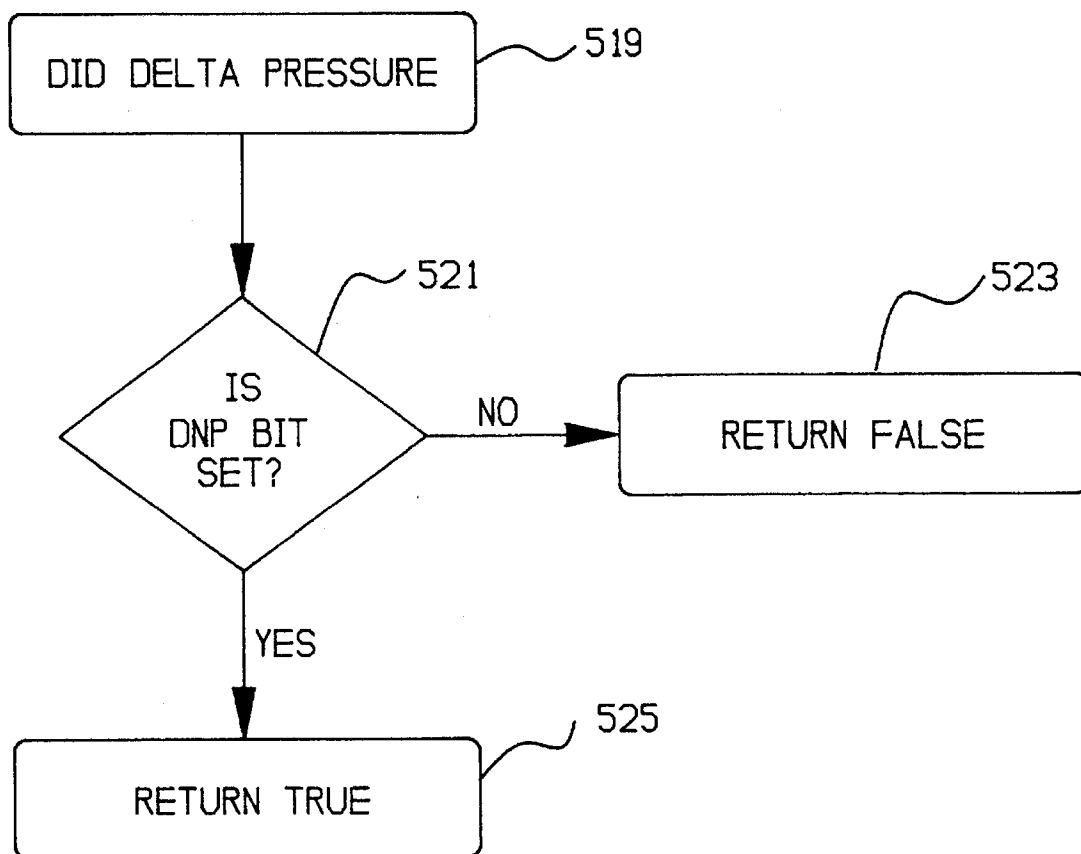 519
DID DELTA PRESSURE
521
523
IS
DNP BIT
SET?
NO
RETURN FALSE
YES
525
RETURN TRUE